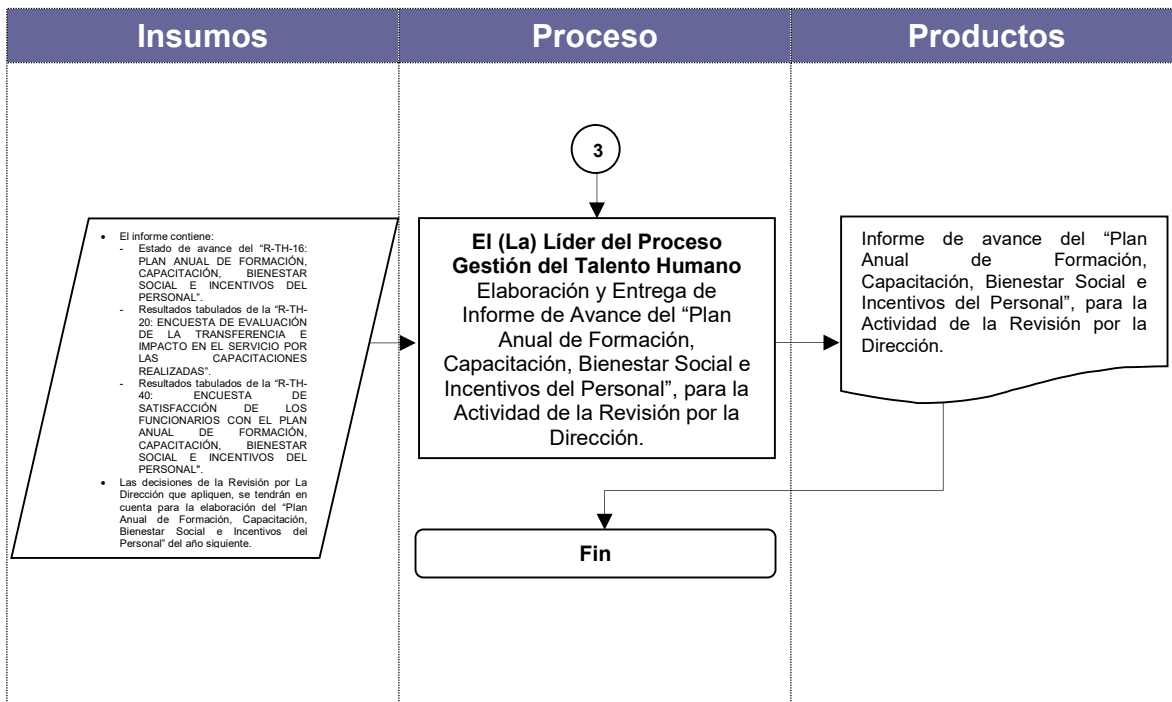 Insumos
Proceso
Productos
3
• El informe contiene:
- Estado de avance del “R-TH-16:
PLAN ANUAL DE FORMACIÓN,
CAPACITACIÓN, BIENESTAR
SOCIAL E INCENTIVOS DEL
PERSONAL”.
- Resultados tabulados de la “R-TH-
20: ENCUESTA DE EVALUACIÓN
DE LA TRANSFERENCIA E
IMPACTO EN EL SERVICIO POR
LAS CAPACITACIONES
REALIZADAS”.
- Resultados tabulados de la “R-TH-
40: ENCUESTA DE
SATISFACCIÓN DE LOS
FUNCIONARIOS CON EL PLAN
ANUAL DE FORMACIÓN,
CAPACITACIÓN, BIENESTAR
SOCIAL E INCENTIVOS DEL
PERSONAL".
• Las decisiones de la Revisión por La
Dirección que apliquen, se tendrán en
cuenta para la elaboración del “Plan
Anual de Formación, Capacitación,
Bienestar Social e Incentivos del
Personal” del año siguiente.
El (La) Líder del Proceso
Gestión del Talento Humano
Elaboración y Entrega de
Informe de Avance del “Plan
Anual de Formación,
Capacitación, Bienestar Social e
Incentivos del Personal”, para la
Actividad de la Revisión por la
Dirección.
Informe de avance del “Plan
Anual de Formación,
Capacitación, Bienestar Social e
Incentivos del Personal”, para la
Actividad de la Revisión por la
Dirección.
Fin